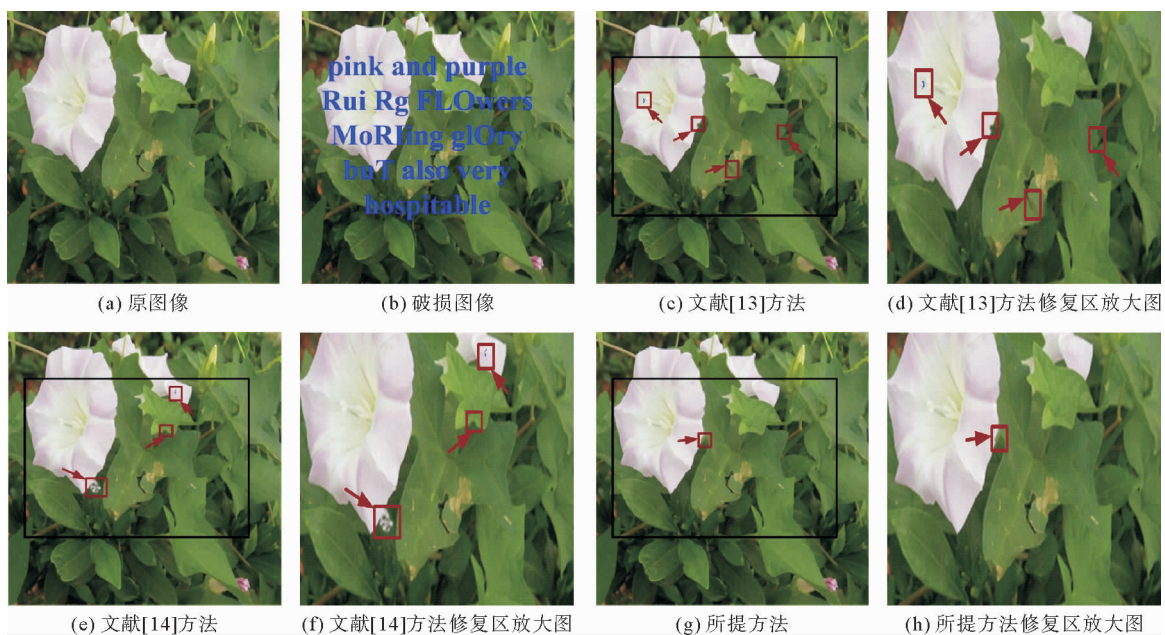 pink and purple
Rui Rg FLOwers
MoRIing glOry
buT also very
hospitable
(a) 原图像
(b) 破损图像
(c) 文献[13]方法
(d) 文献[13]方法修复区放大图
(e) 文献[14]方法
(f) 文献[14]方法修复区放大图
(g) 所提方法
(h) 所提方法修复区放大图